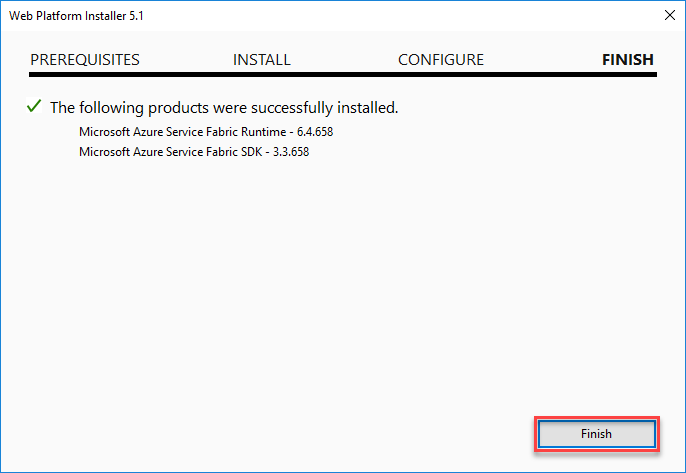 Web Platform Installer 5.1
PREREQUISITES INSTALL CONFIGURE FINISH
The following products were successfully installed.
Microsoft Azure Service Fabric Runtime - 6.4.658
Microsoft Azure Service Fabric SDK - 3.3.658
Finish